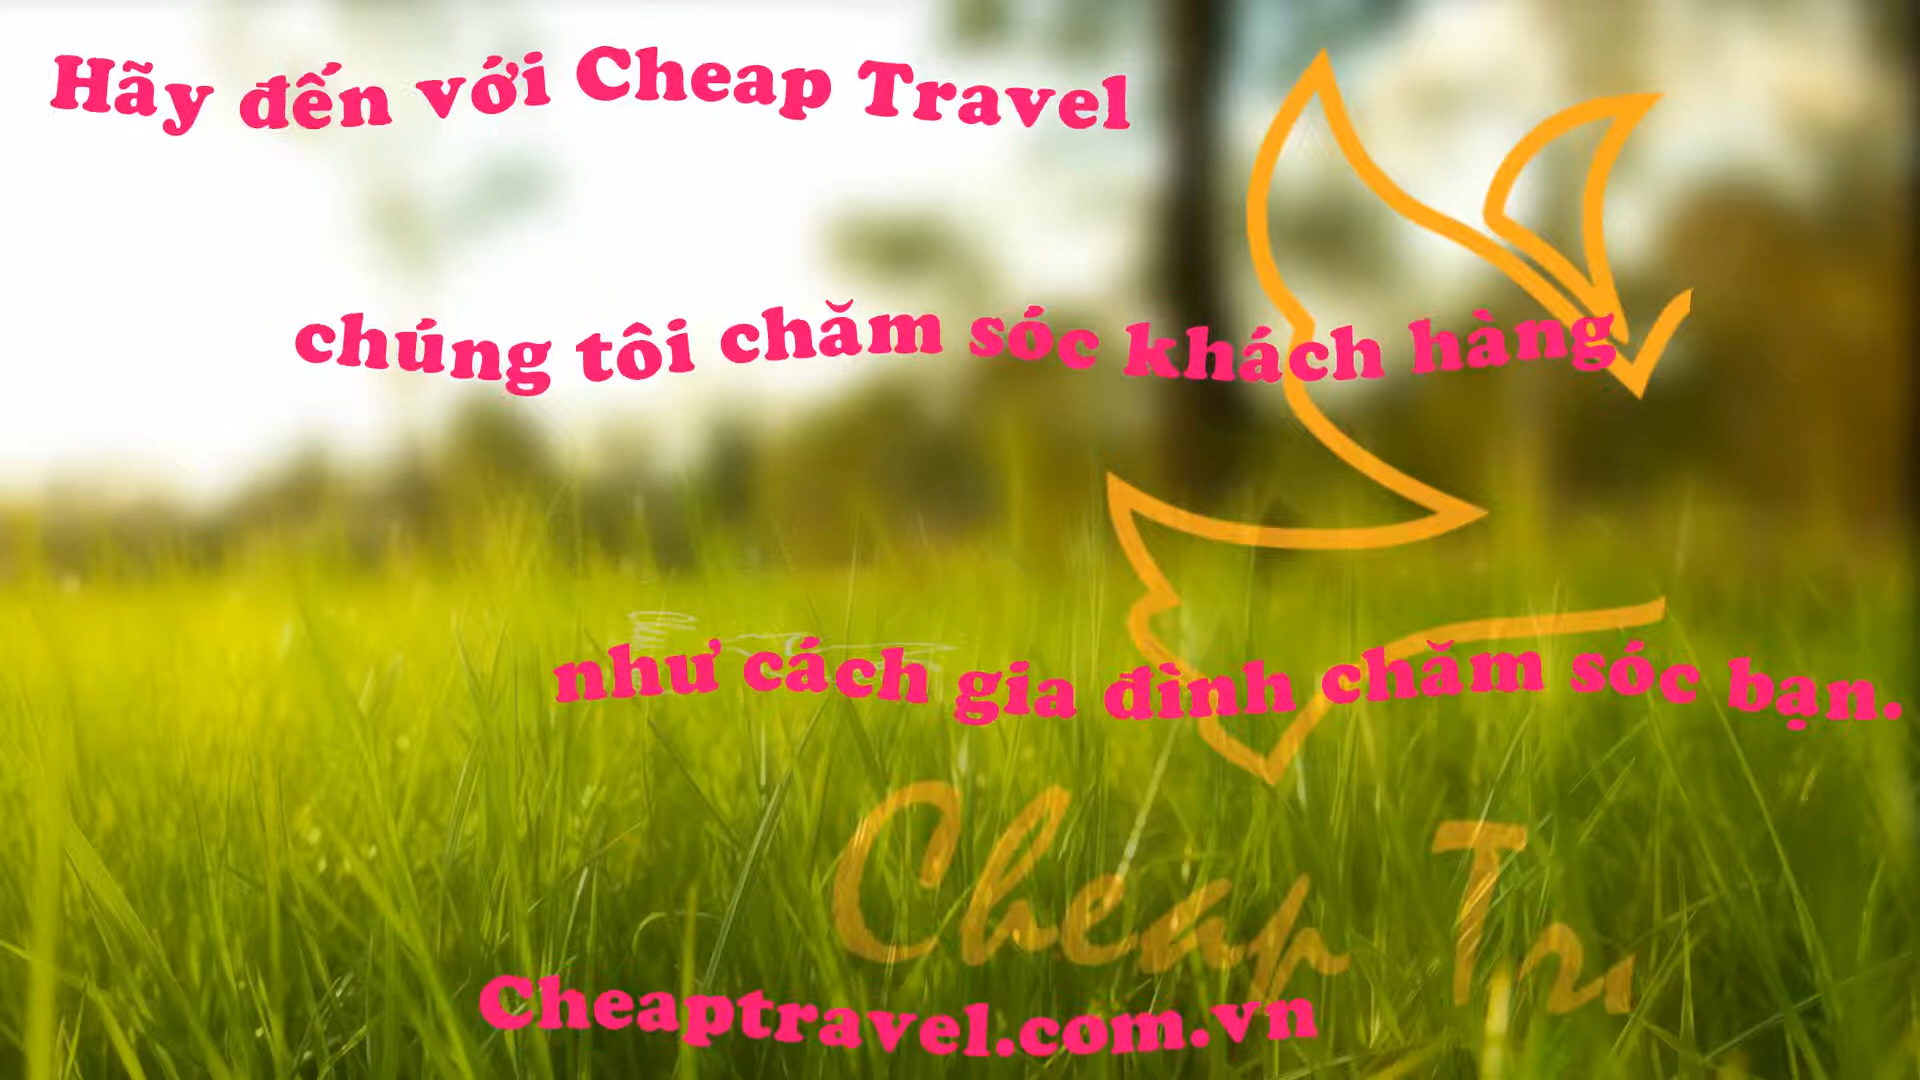 Hãy đến với Cheap Travel
chúng tôi chăm sóc khách hàng
như cách gia đình chăm sóc bạn.
Cheap
Cheaptravel.com.vn